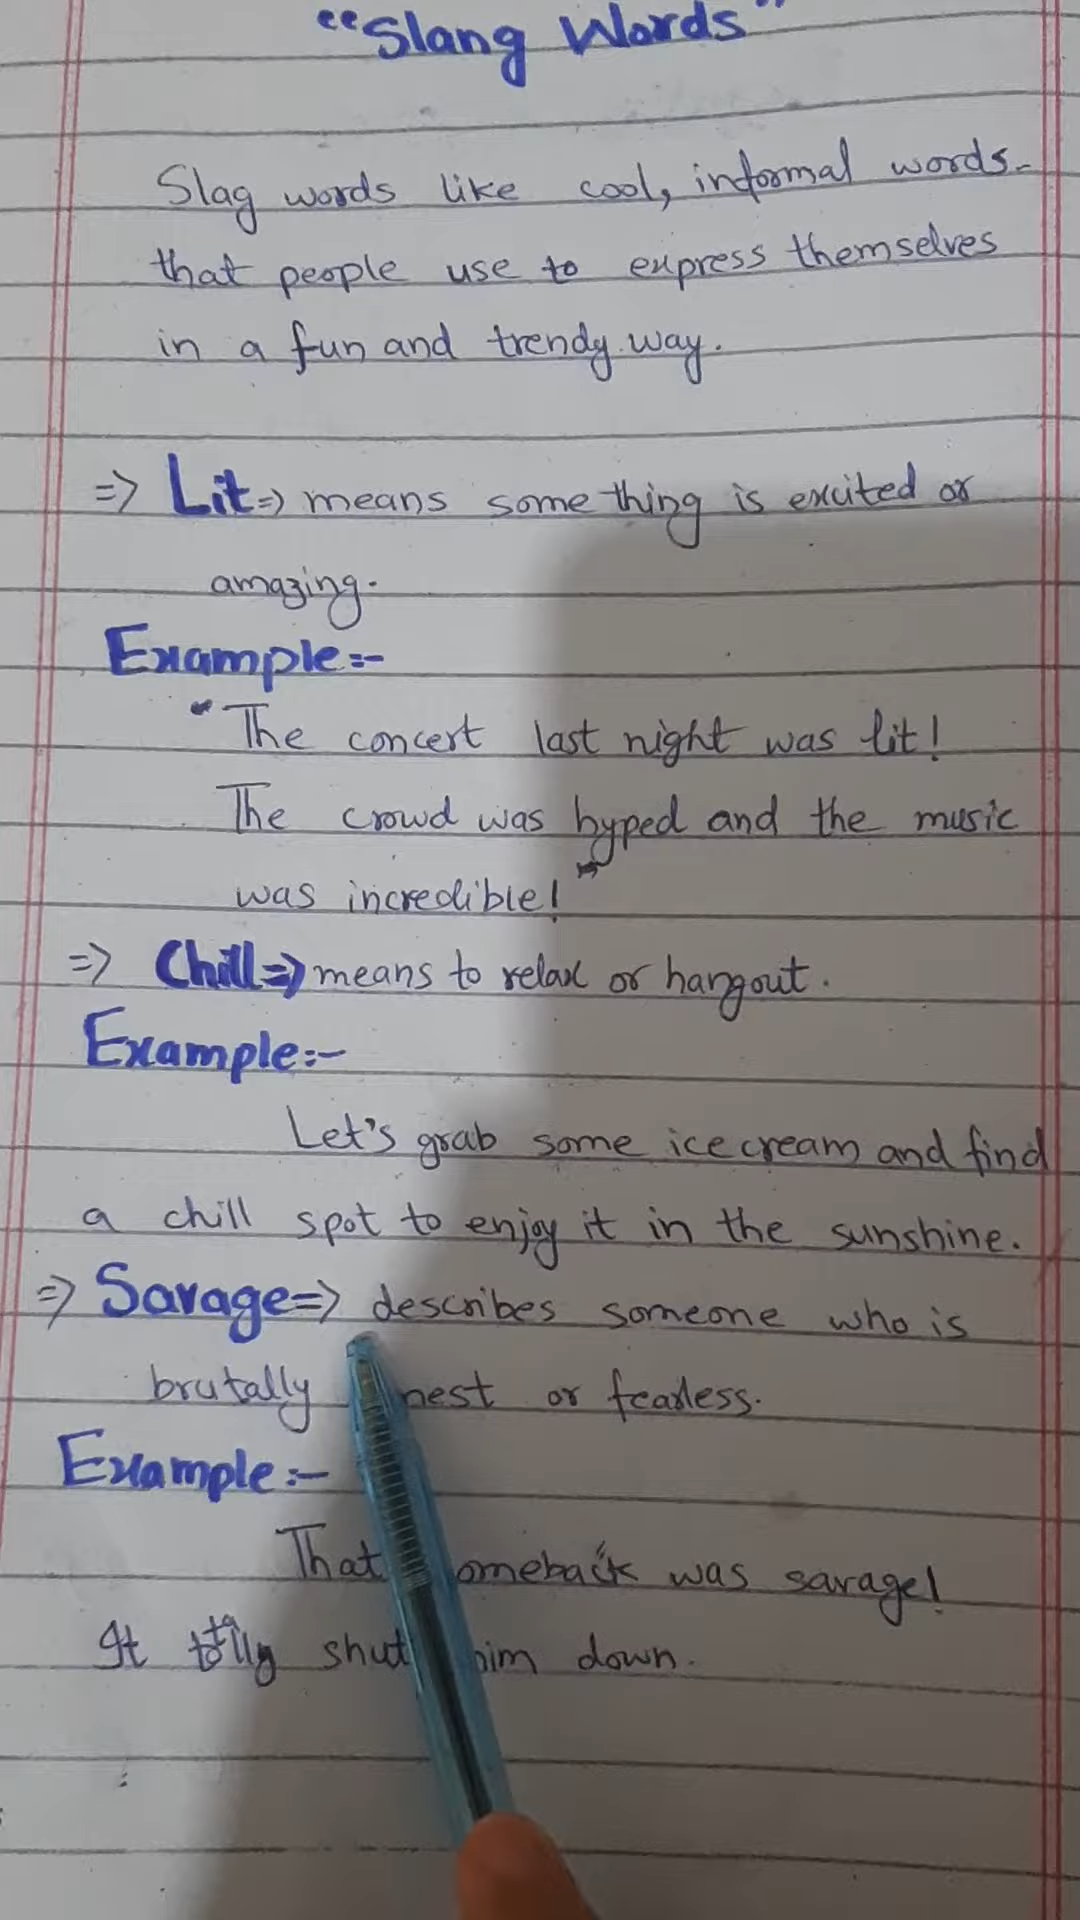 ““Slang Words”
Slag words like cool, informal words-
that people use to express themselves
in a fun and trendy way.
=> Lit => means something is excited or
amazing.
Example:-
"The concert last night was lit!
The crowd was hyped and the music
was incredible!"
=> Chill => means to relax or hangout.
Example:-
Let's grab some ice cream and find
a chill spot to enjoy it in the sunshine.
=> Savage => describes someone who is
brutally nest or fearless.
Example:-
That omeback was savage!
It totally shut him down.